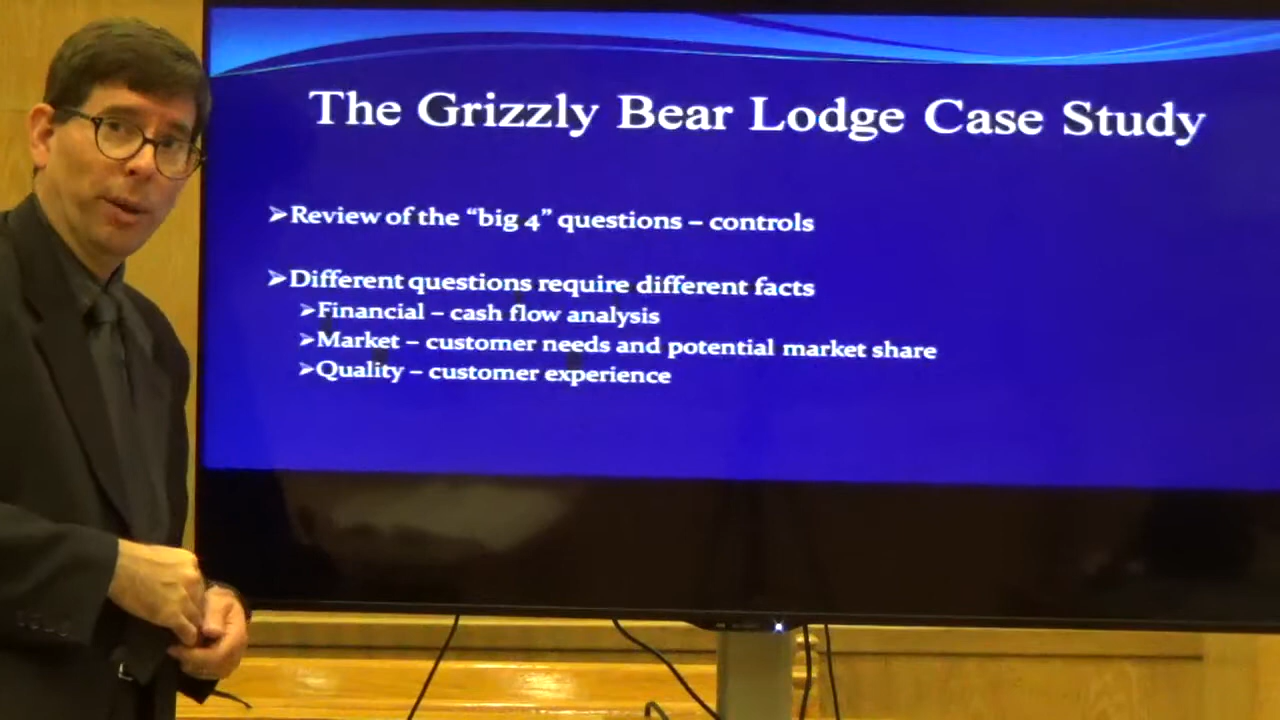 The Grizzly Bear Lodge Case Study
➢Review of the “big 4” questions – controls
➢Different questions require different facts
➢Financial – cash flow analysis
➢Market – customer needs and potential market share
➢Quality – customer experience